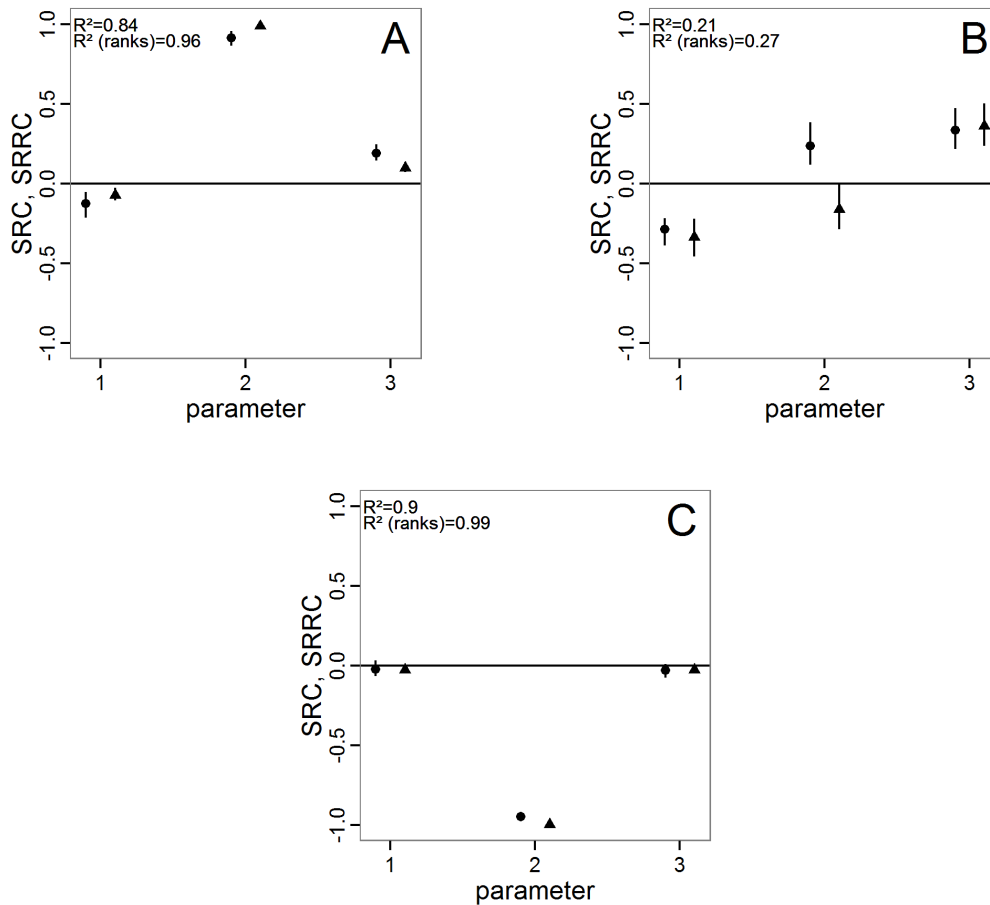 R²=0.84
R² (ranks)=0.96
A
1.0
0.5
0.0
-0.5
-1.0
SRC, SRRC
1
2
3
parameter
R²=0.21
R² (ranks)=0.27
B
1.0
0.5
0.0
-0.5
-1.0
SRC, SRRC
1
2
3
parameter
R²=0.9
R² (ranks)=0.99
C
1.0
0.5
0.0
-0.5
-1.0
SRC, SRRC
1
2
3
parameter